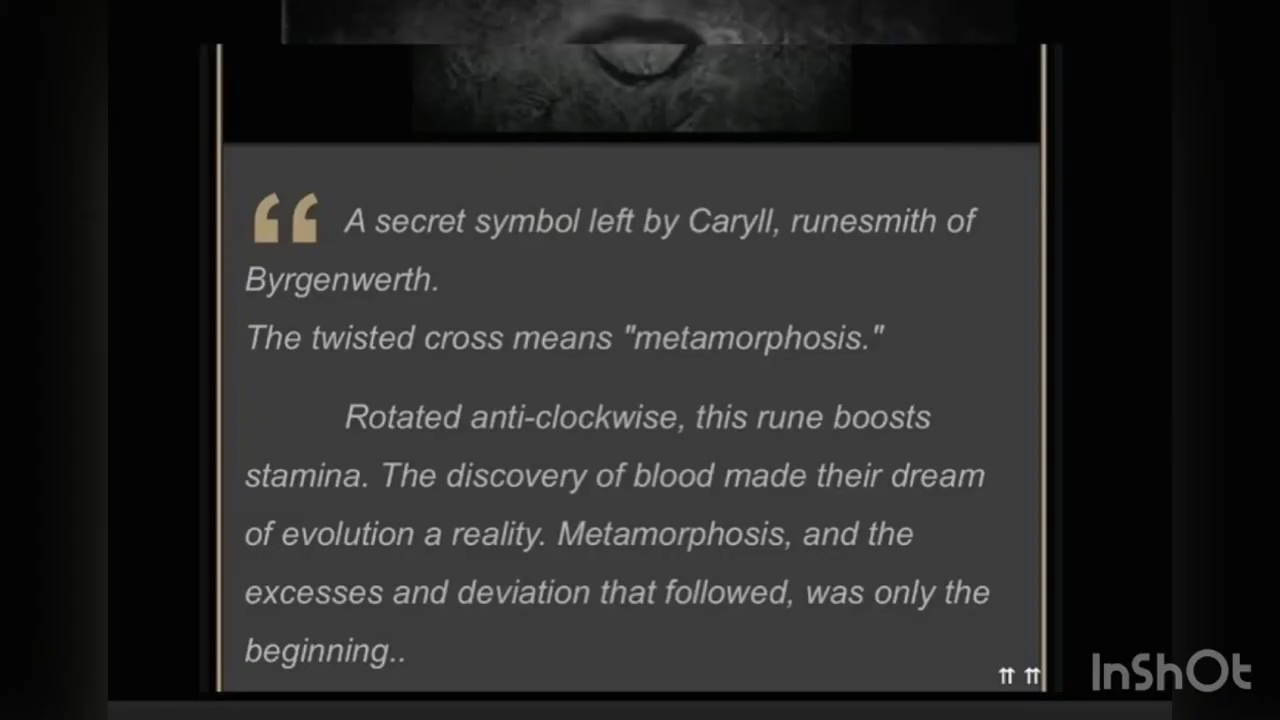 A secret symbol left by Caryll, runesmith of
Byrgenwerth.
The twisted cross means "metamorphosis."
Rotated anti-clockwise, this rune boosts
stamina. The discovery of blood made their dream
of evolution a reality. Metamorphosis, and the
excesses and deviation that followed, was only the
beginning..
InShOt